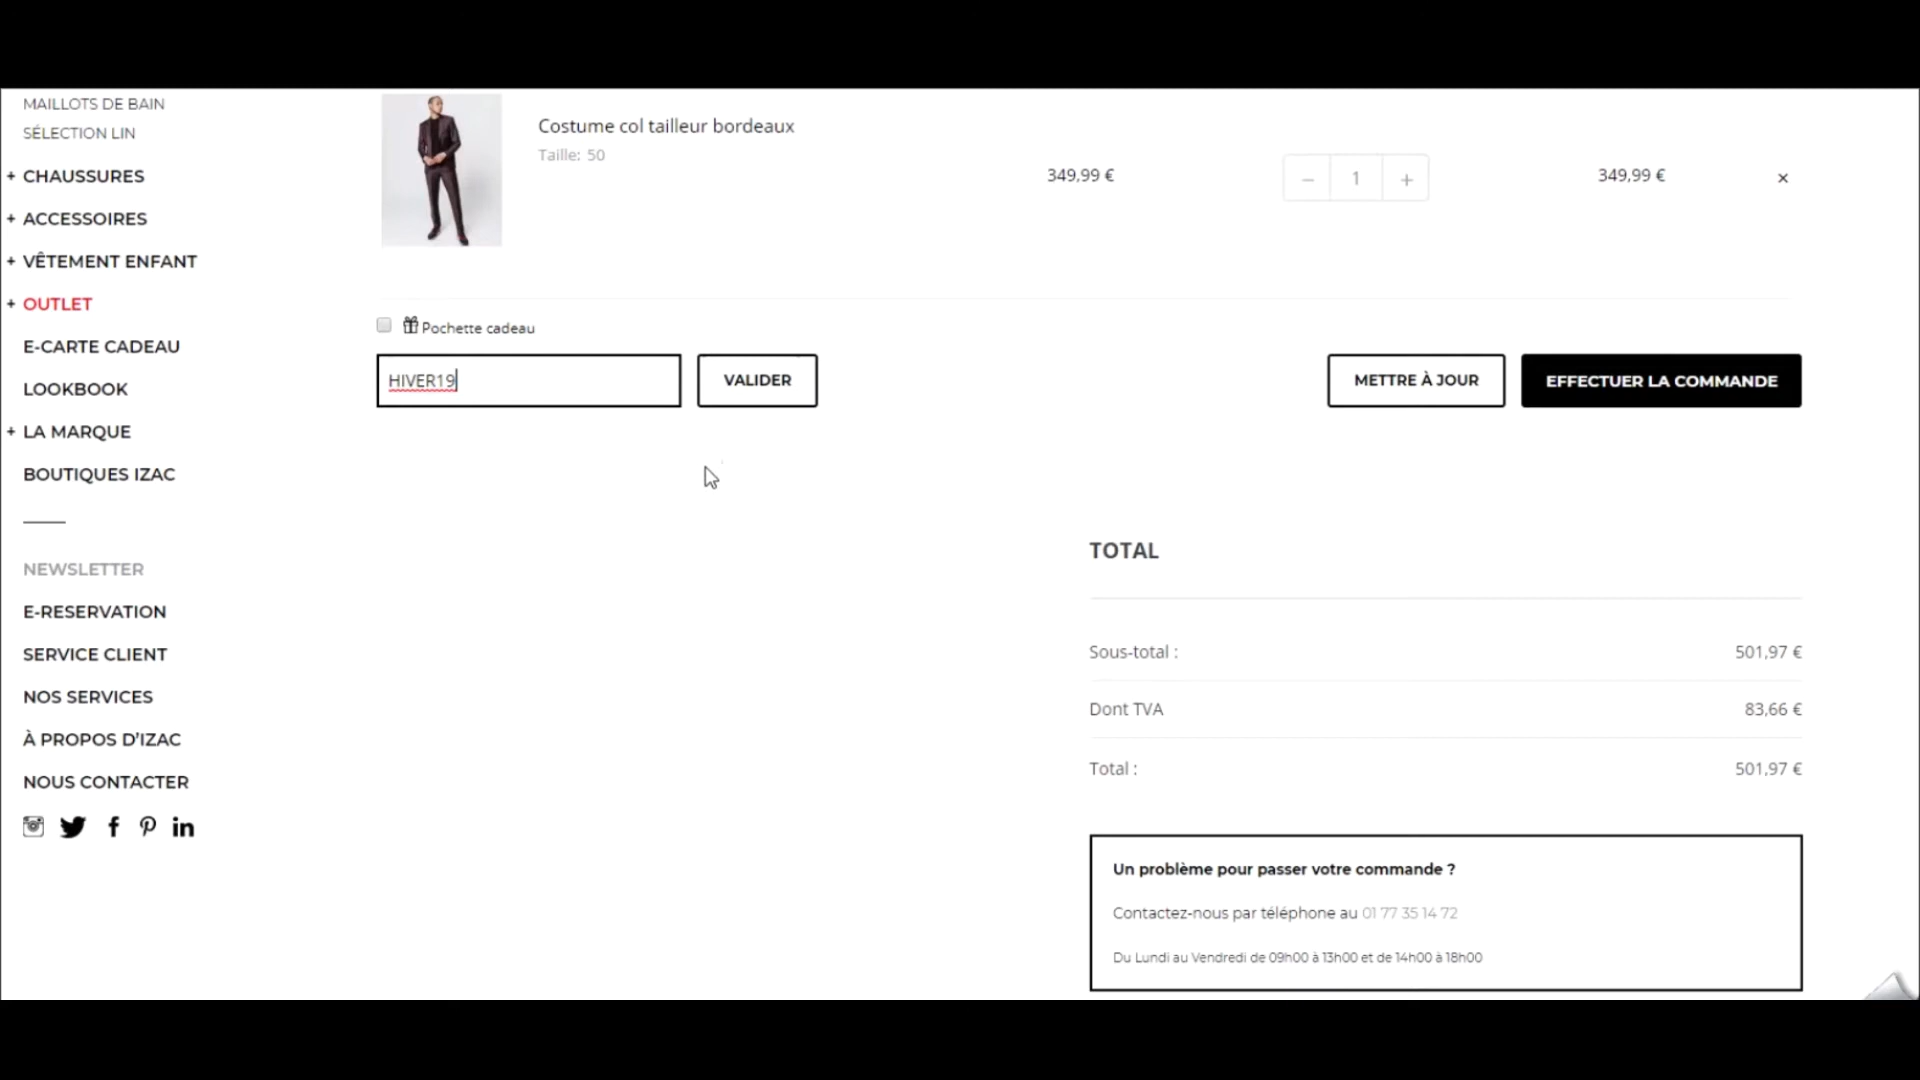 MAILLOTS DE BAIN
SÉLECTION LIN
+ CHAUSSURES
+ ACCESSOIRES
+ VÊTEMENT ENFANT
+ OUTLET
E-CARTE CADEAU
LOOKBOOK
+ LA MARQUE
BOUTIQUES IZAC
NEWSLETTER
E-RESERVATION
SERVICE CLIENT
NOS SERVICES
À PROPOS D'IZAC
NOUS CONTACTER
Costume col tailleur bordeaux
Taille: 50
349,99 €
− 1 +
349,99 €
×
Pochette cadeau
HIVER19
VALIDER
METTRE À JOUR
EFFECTUER LA COMMANDE
TOTAL
Sous-total : 501,97 €
Dont TVA 83,66 €
Total : 501,97 €
Un problème pour passer votre commande ?
Contactez-nous par téléphone au 01 77 35 14 72
Du Lundi au Vendredi de 09h00 à 13h00 et de 14h00 à 18h00